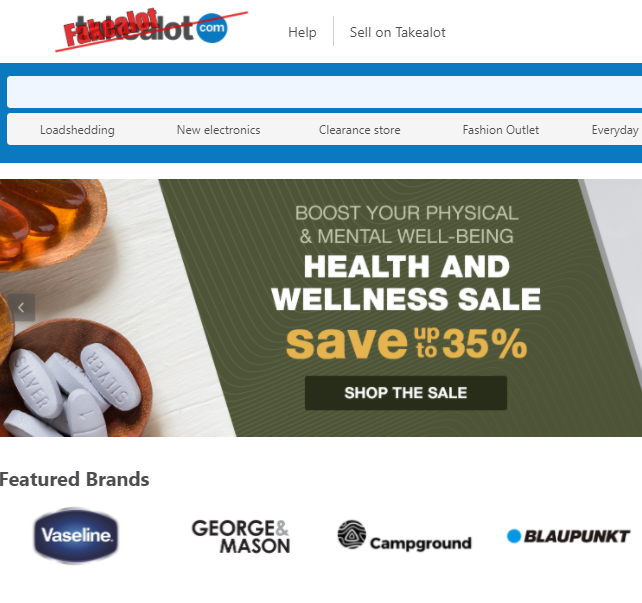 takealot com
Fakealot
Help
Sell on Takealot
Loadshedding
New electronics
Clearance store
Fashion Outlet
Everyday
BOOST YOUR PHYSICAL
& MENTAL WELL-BEING
HEALTH AND
WELLNESS SALE
save up to 35%
SHOP THE SALE
SILVER
SILVER
Featured Brands
Vaseline.
GEORGE&
MASON
Campground
BLAUPUNKT